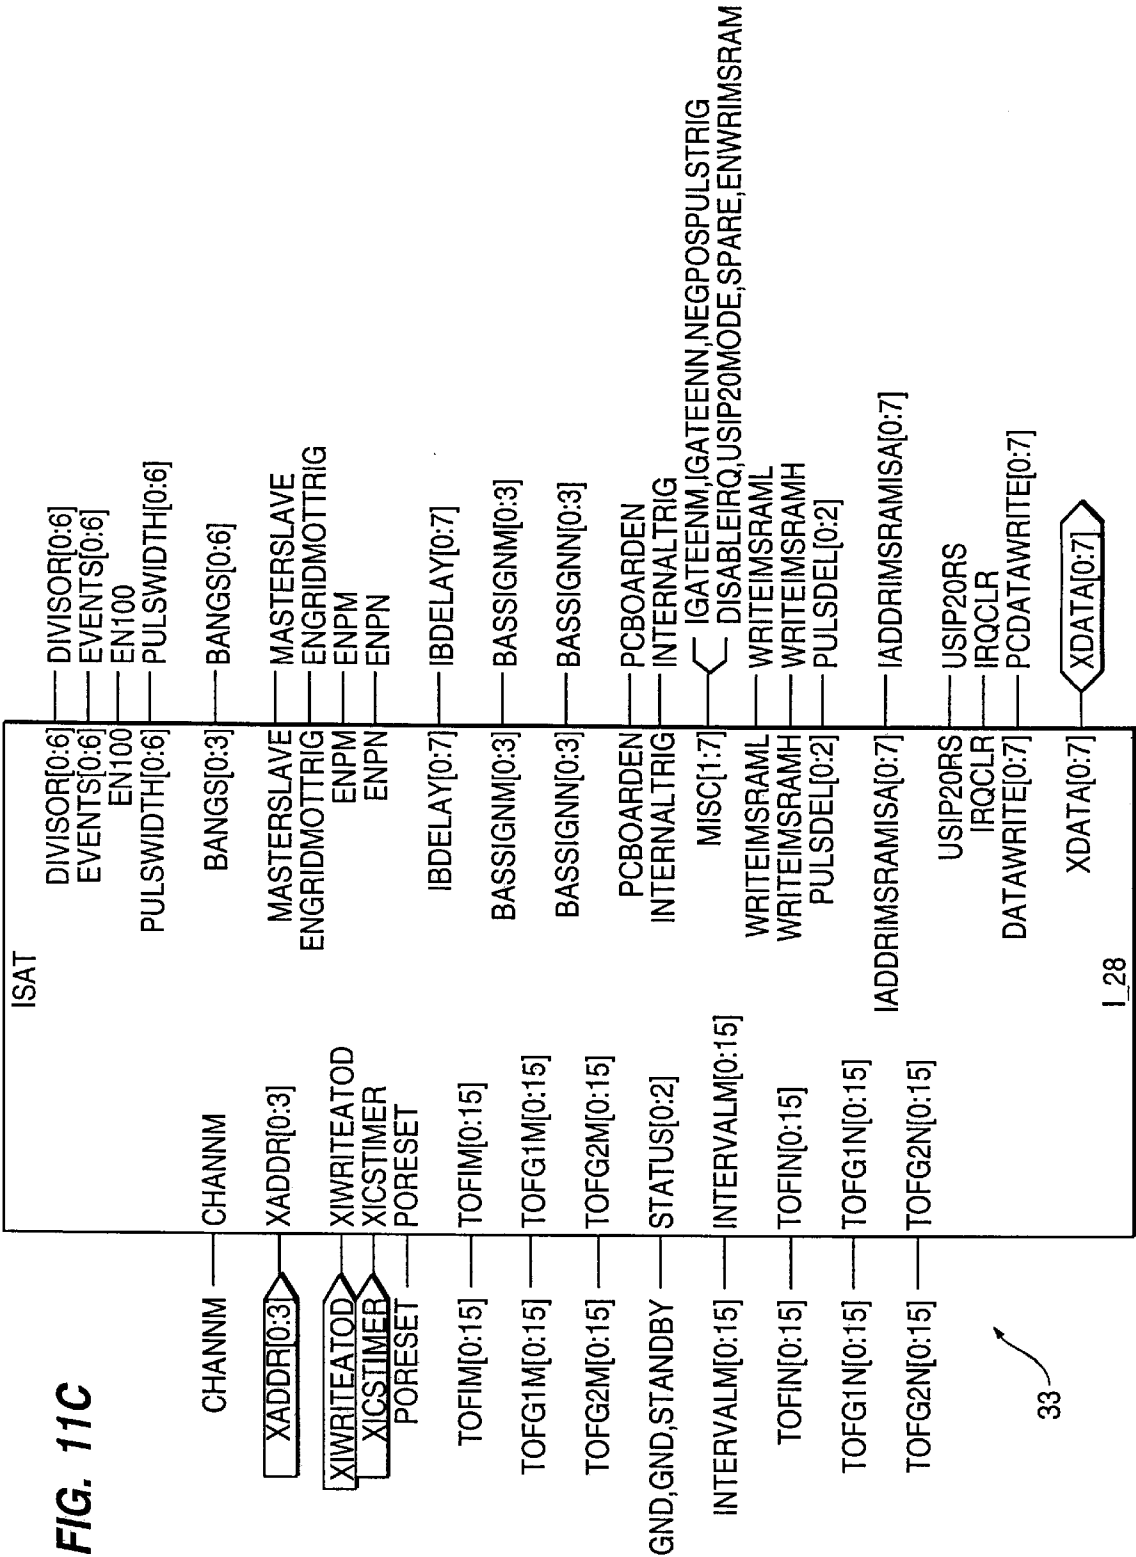 FIG. 11C
ISAT
CHANNM CHANNM
XADDR[0:3] XADDR[0:3]
XIWRITEATOD XIWRITEATOD
XICSTIMER XICSTIMER
PORESET PORESET
TOFIM[0:15] TOFIM[0:15]
TOFG1M[0:15] TOFG1M[0:15]
TOFG2M[0:15] TOFG2M[0:15]
GND,GND,STANDBY STATUS[0:2]
INTERVALM[0:15] INTERVALM[0:15]
TOFIN[0:15] TOFIN[0:15]
TOFG1N[0:15] TOFG1N[0:15]
TOFG2N[0:15] TOFG2N[0:15]
33
DIVISOR[0:6] DIVISOR[0:6]
EVENTS[0:6] EVENTS[0:6]
EN100 EN100
PULSWIDTH[0:6] PULSWIDTH[0:6]
BANGS[0:3] BANGS[0:6]
MASTERSLAVE MASTERSLAVE
ENGRIDMOTTRIG ENGRIDMOTTRIG
ENPM ENPM
ENPN ENPN
IBDELAY[0:7] IBDELAY[0:7]
BASSIGNM[0:3] BASSIGNM[0:3]
BASSIGNN[0:3] BASSIGNN[0:3]
PCBOARDEN PCBOARDEN
INTERNALTRIG INTERNALTRIG
MISC[1:7] IGATEENM,IGATEENN,NEGPOSPULSTRIG
DISABLEIRQ,USIP20MODE,SPARE,ENWRIMSRAM
WRITEIMSRAML WRITEIMSRAML
WRITEIMSRAMH WRITEIMSRAMH
PULSDEL[0:2] PULSDEL[0:2]
IADDRIMSRAMISA[0:7] IADDRIMSRAMISA[0:7]
USIP20RS USIP20RS
IRQCLR IRQCLR
DATAWRITE[0:7] PCDATAWRITE[0:7]
XDATA[0:7] XDATA[0:7]
I_28